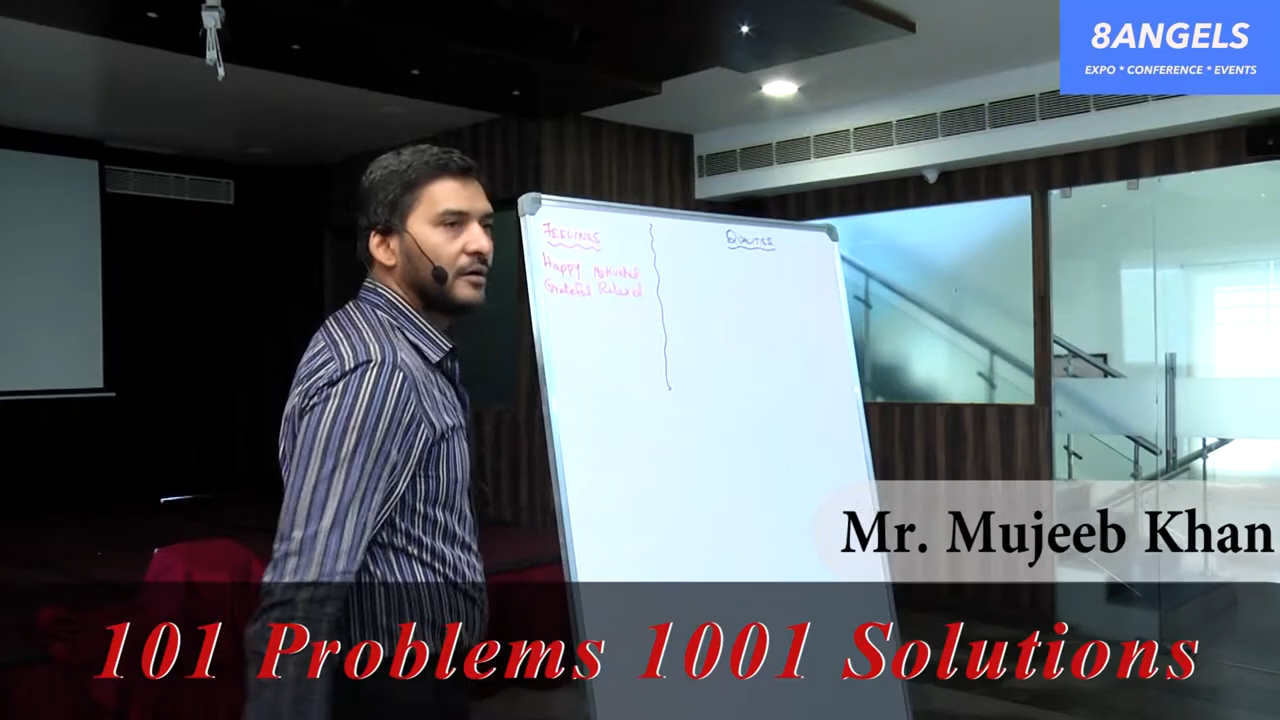 8ANGELS
EXPO * CONFERENCE * EVENTS
FEELINGS
QUALITIES
Happy Motivated
Grateful Relaxed
Mr. Mujeeb Khan
101 Problems 1001 Solutions